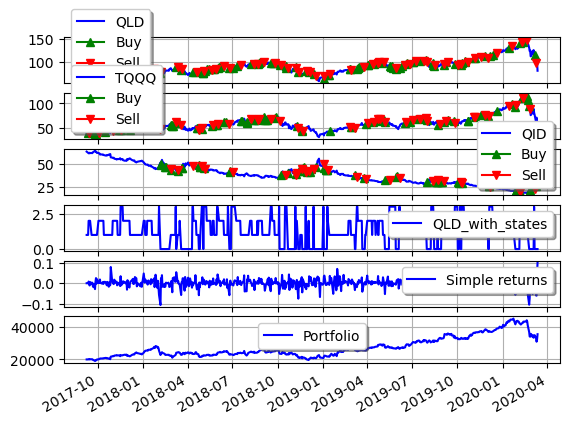 QLD
Buy
Sell
150
100
TQQQ
Buy
Sell
100
50
QID
Buy
Sell
50
25
QLD_with_states
2.5
0.0
Simple returns
0.1
0.0
−0.1
Portfolio
40000
20000
2017-10
2018-01
2018-04
2018-07
2018-10
2019-01
2019-04
2019-07
2019-10
2020-01
2020-04